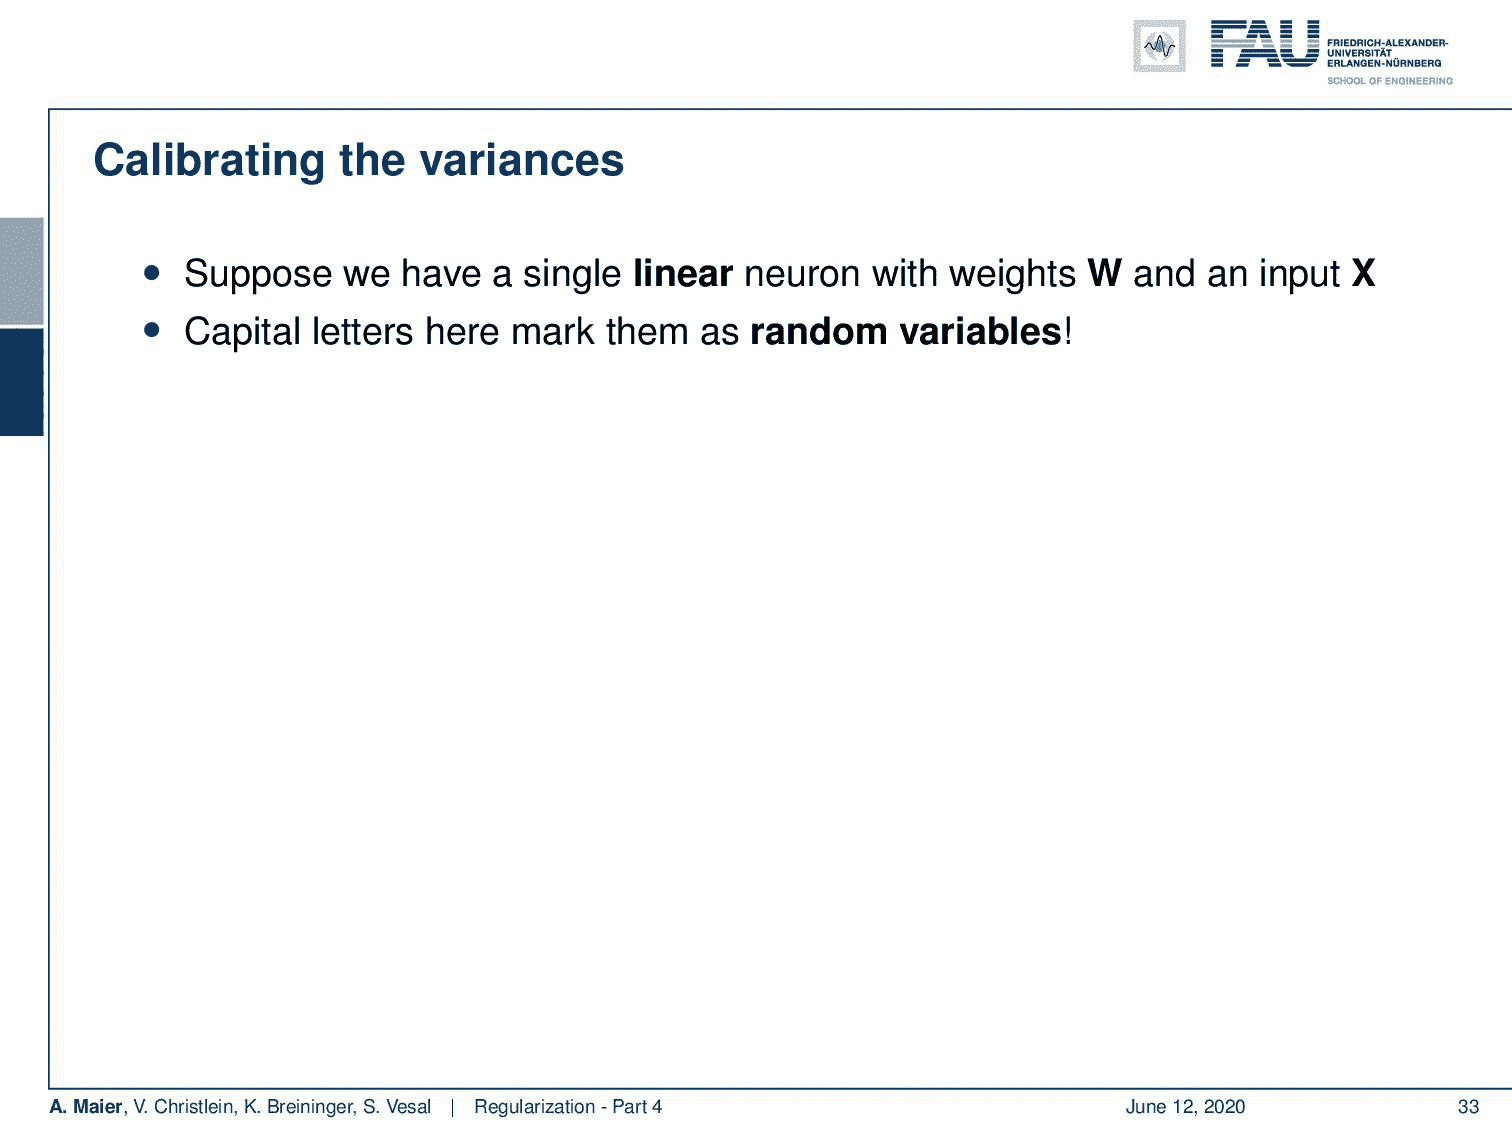 FAU
FRIEDRICH-ALEXANDER-
UNIVERSITÄT
ERLANGEN-NÜRNBERG
SCHOOL OF ENGINEERING
Calibrating the variances
• Suppose we have a single linear neuron with weights W and an input X
• Capital letters here mark them as random variables!
A. Maier, V. Christlein, K. Breininger, S. Vesal | Regularization - Part 4 June 12, 2020 33